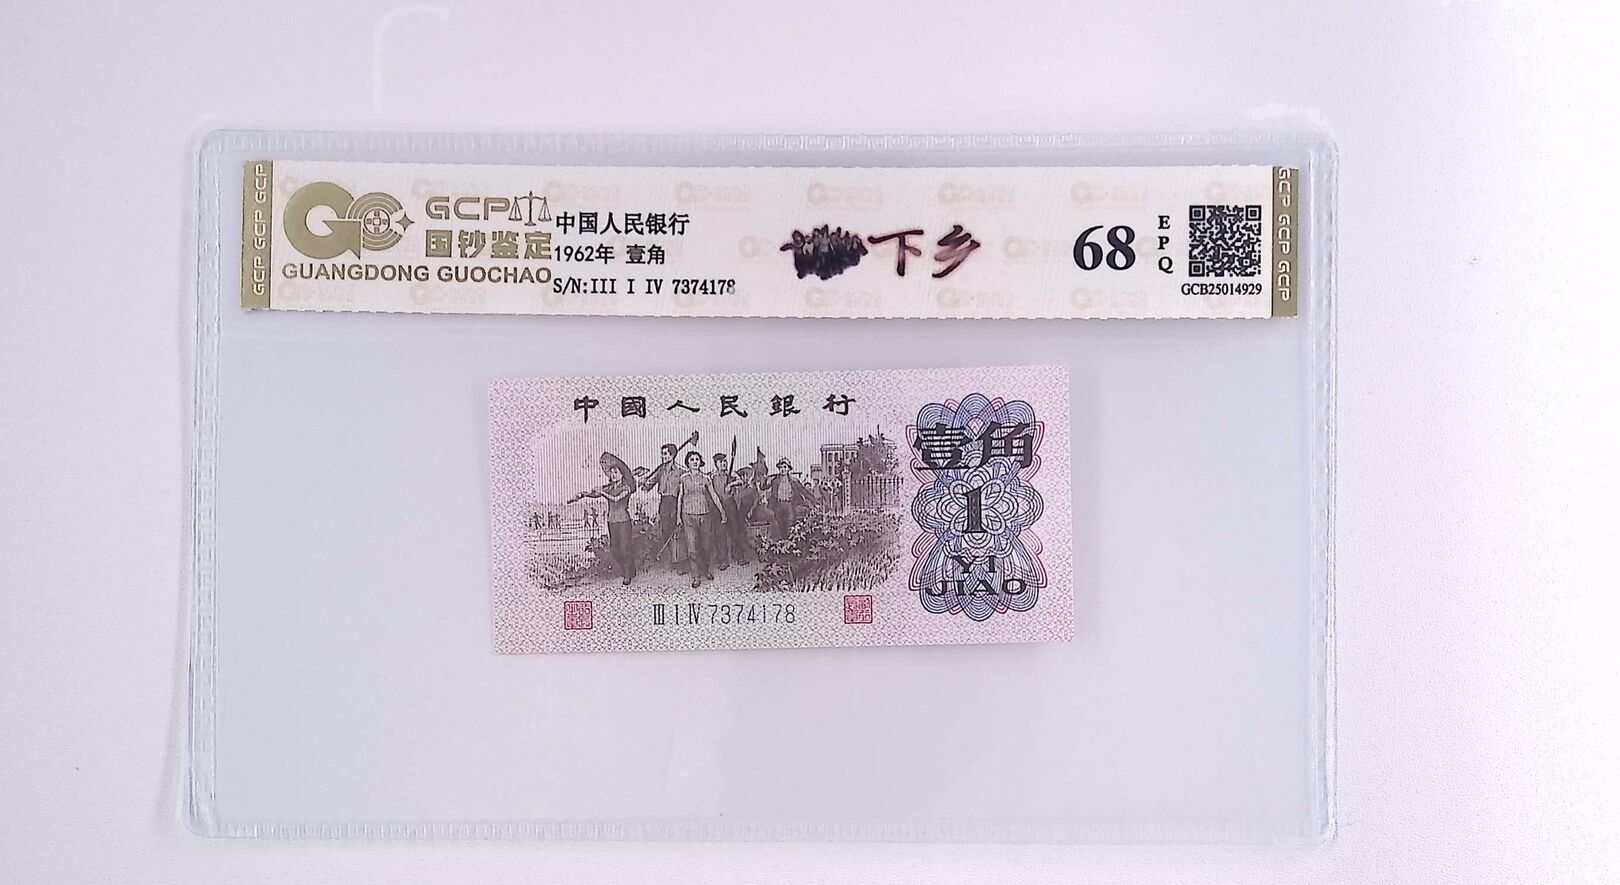 GCP
国钞鉴定
GUANGDONG GUOCHAO
中国人民银行
1962年 壹角
S/N:III I IV 7374178
下乡
68
EPQ
GCB25014929
GCP GCP GCP
GCP GCP GCP
中國人民銀行
壹角
1
YI
JIAO
Ⅲ Ⅰ Ⅳ 7374178